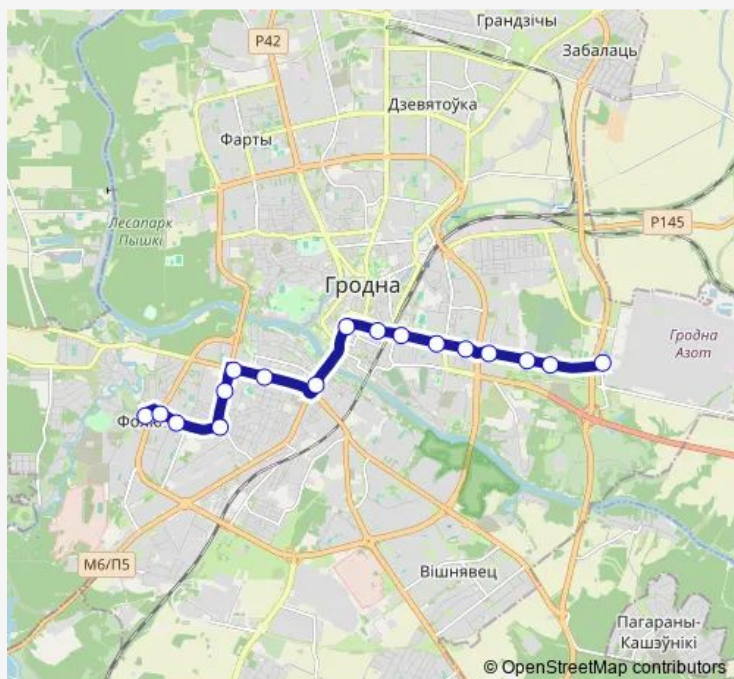 Грандзічы
Р42
Забалаць
Дзевятоўка
Фарты
Лесапарк
Пышкі
Р145
Гродна
Гродна
Азот
М6/П5
Вішнявец
Пагараны-
Кашэўнікі
© OpenStreetMap contributors